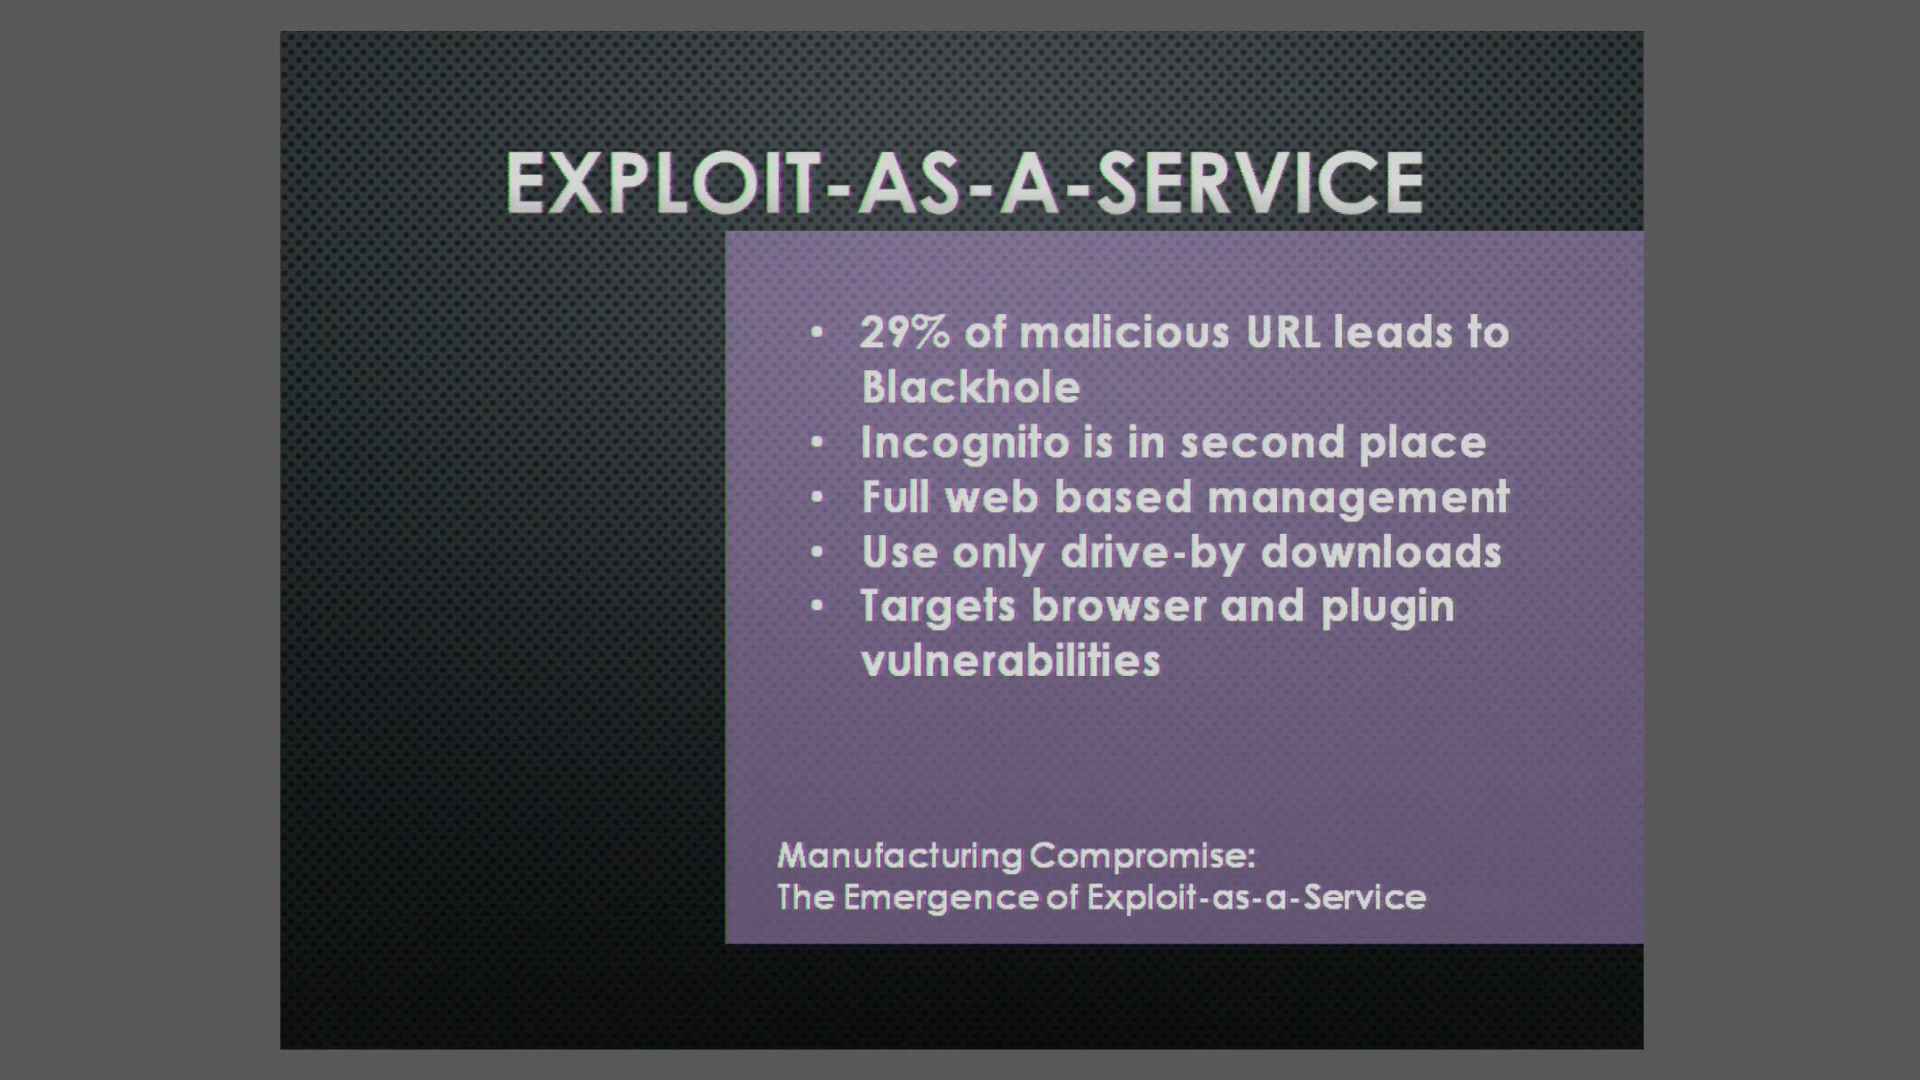 EXPLOIT-AS-A-SERVICE
• 29% of malicious URL leads to
Blackhole
• Incognito is in second place
• Full web based management
• Use only drive-by downloads
• Targets browser and plugin
vulnerabilities
Manufacturing Compromise:
The Emergence of Exploit-as-a-Service